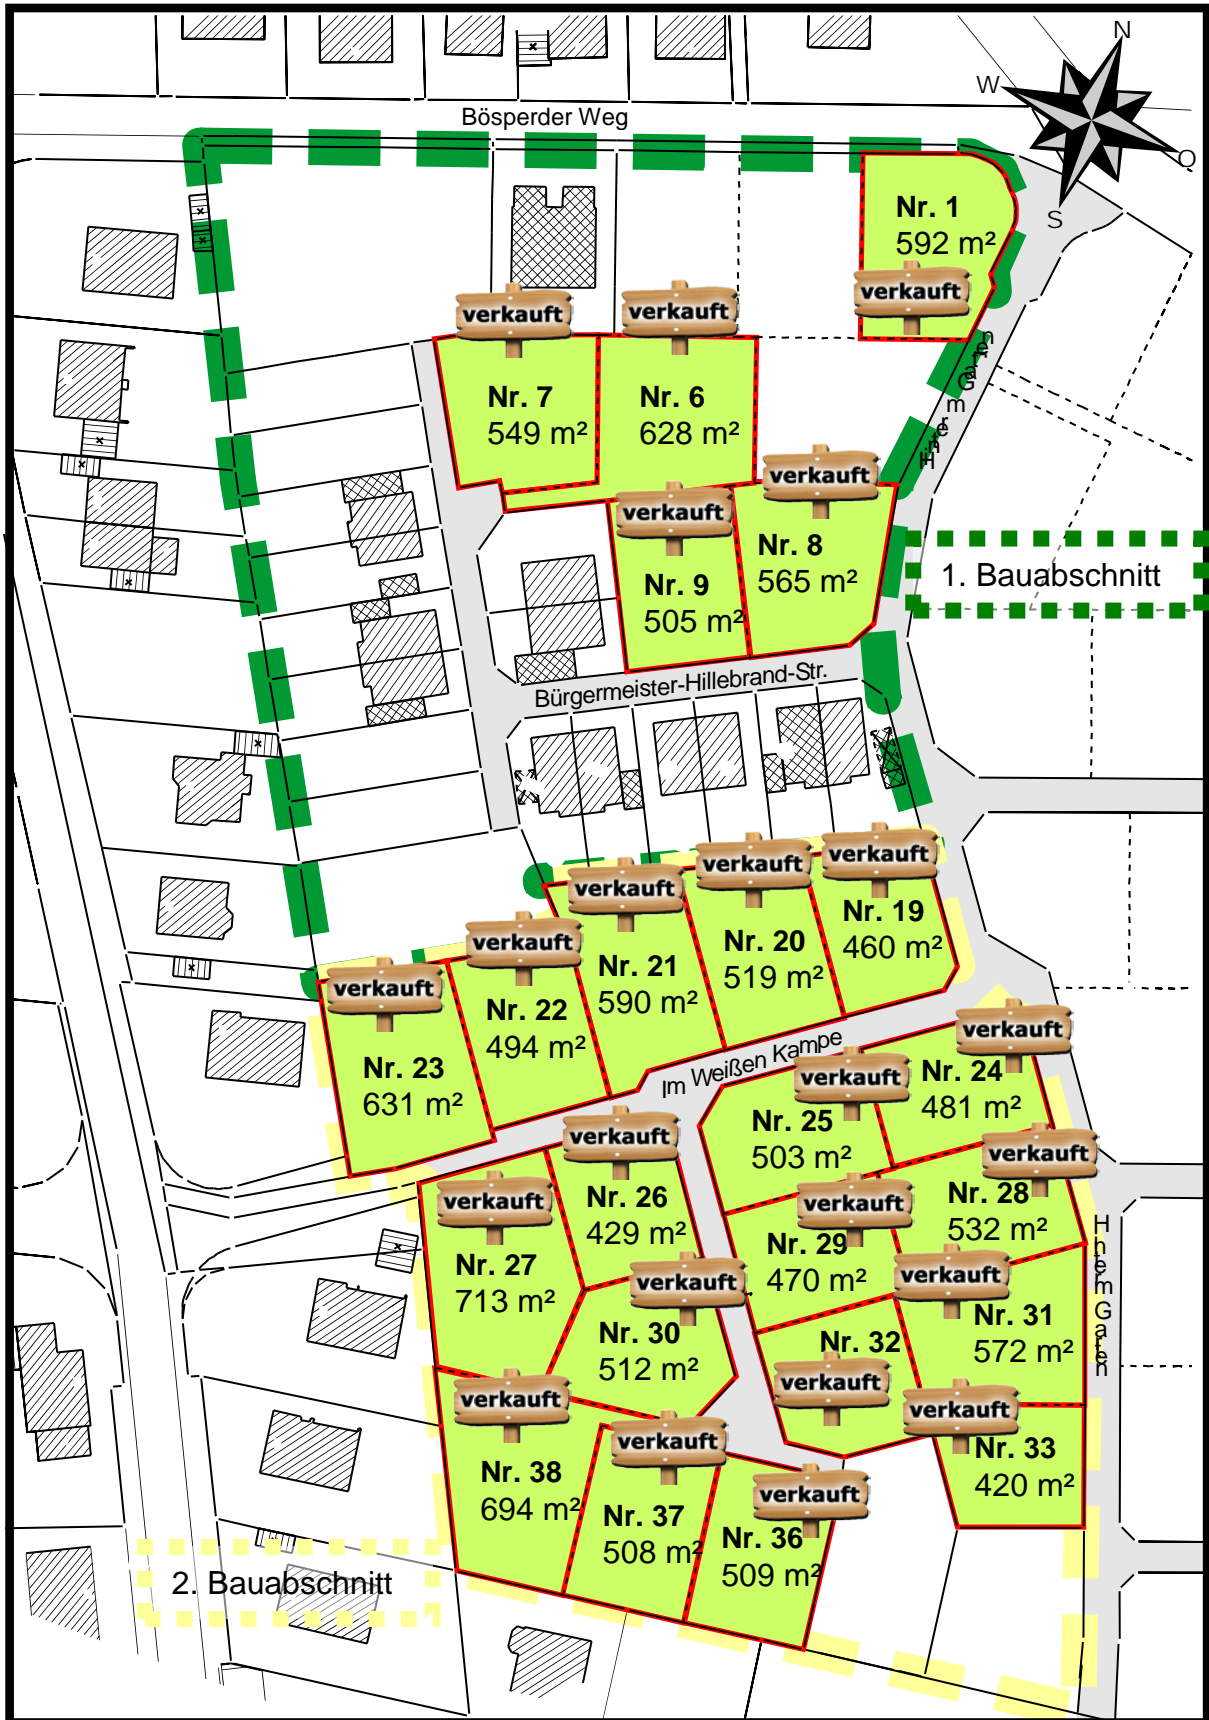 N
W
O
S
Bösperder Weg
Nr. 1
592 m²
verkauft
verkauft
verkauft
Hinterm Garten
Nr. 7
549 m²
Nr. 6
628 m²
verkauft
verkauft
Nr. 8
565 m²
Nr. 9
505 m²
1. Bauabschnitt
Bürgermeister-Hillebrand-Str.
verkauft
verkauft
verkauft
verkauft
verkauft
Nr. 19
460 m²
Nr. 20
519 m²
Nr. 21
590 m²
Nr. 22
494 m²
Nr. 23
631 m²
Im Weißen Kampe
verkauft
verkauft
Nr. 24
481 m²
Nr. 25
503 m²
verkauft
verkauft
Nr. 26
429 m²
verkauft
verkauft
Nr. 28
532 m²
Nr. 27
713 m²
Nr. 29
470 m²
Hinterm Garten
verkauft
verkauft
Nr. 30
512 m²
Nr. 31
572 m²
Nr. 32
verkauft
verkauft
verkauft
verkauft
Nr. 33
420 m²
Nr. 38
694 m²
verkauft
Nr. 37
508 m²
Nr. 36
509 m²
2. Bauabschnitt